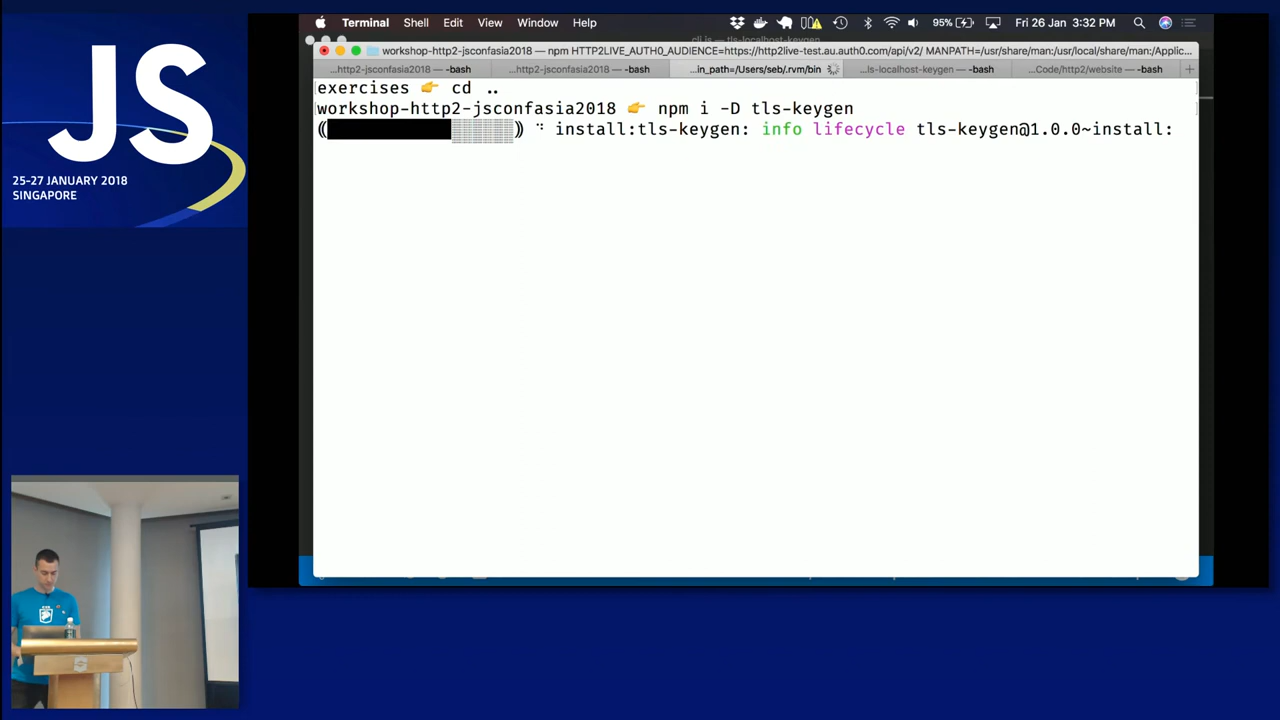 JS
25-27 JANUARY 2018
SINGAPORE
Terminal Shell Edit View Window Help
95% Fri 26 Jan 3:32 PM
workshop-http2-jsconfasia2018 — npm HTTP2LIVE_AUTH0_AUDIENCE=https://http2live-test.au.auth0.com/api/v2/ MANPATH=/usr/share/man:/usr/local/share/man:/Applic...
...http2-jsconfasia2018 — -bash
...http2-jsconfasia2018 — -bash
...in_path=/Users/seb/.rvm/bin
...ls-localhost-keygen — -bash
...Code/http2/website — -bash
exercises 👉 cd ..
workshop-http2-jsconfasia2018 👉 npm i -D tls-keygen
install:tls-keygen: info lifecycle tls-keygen@1.0.0~install: